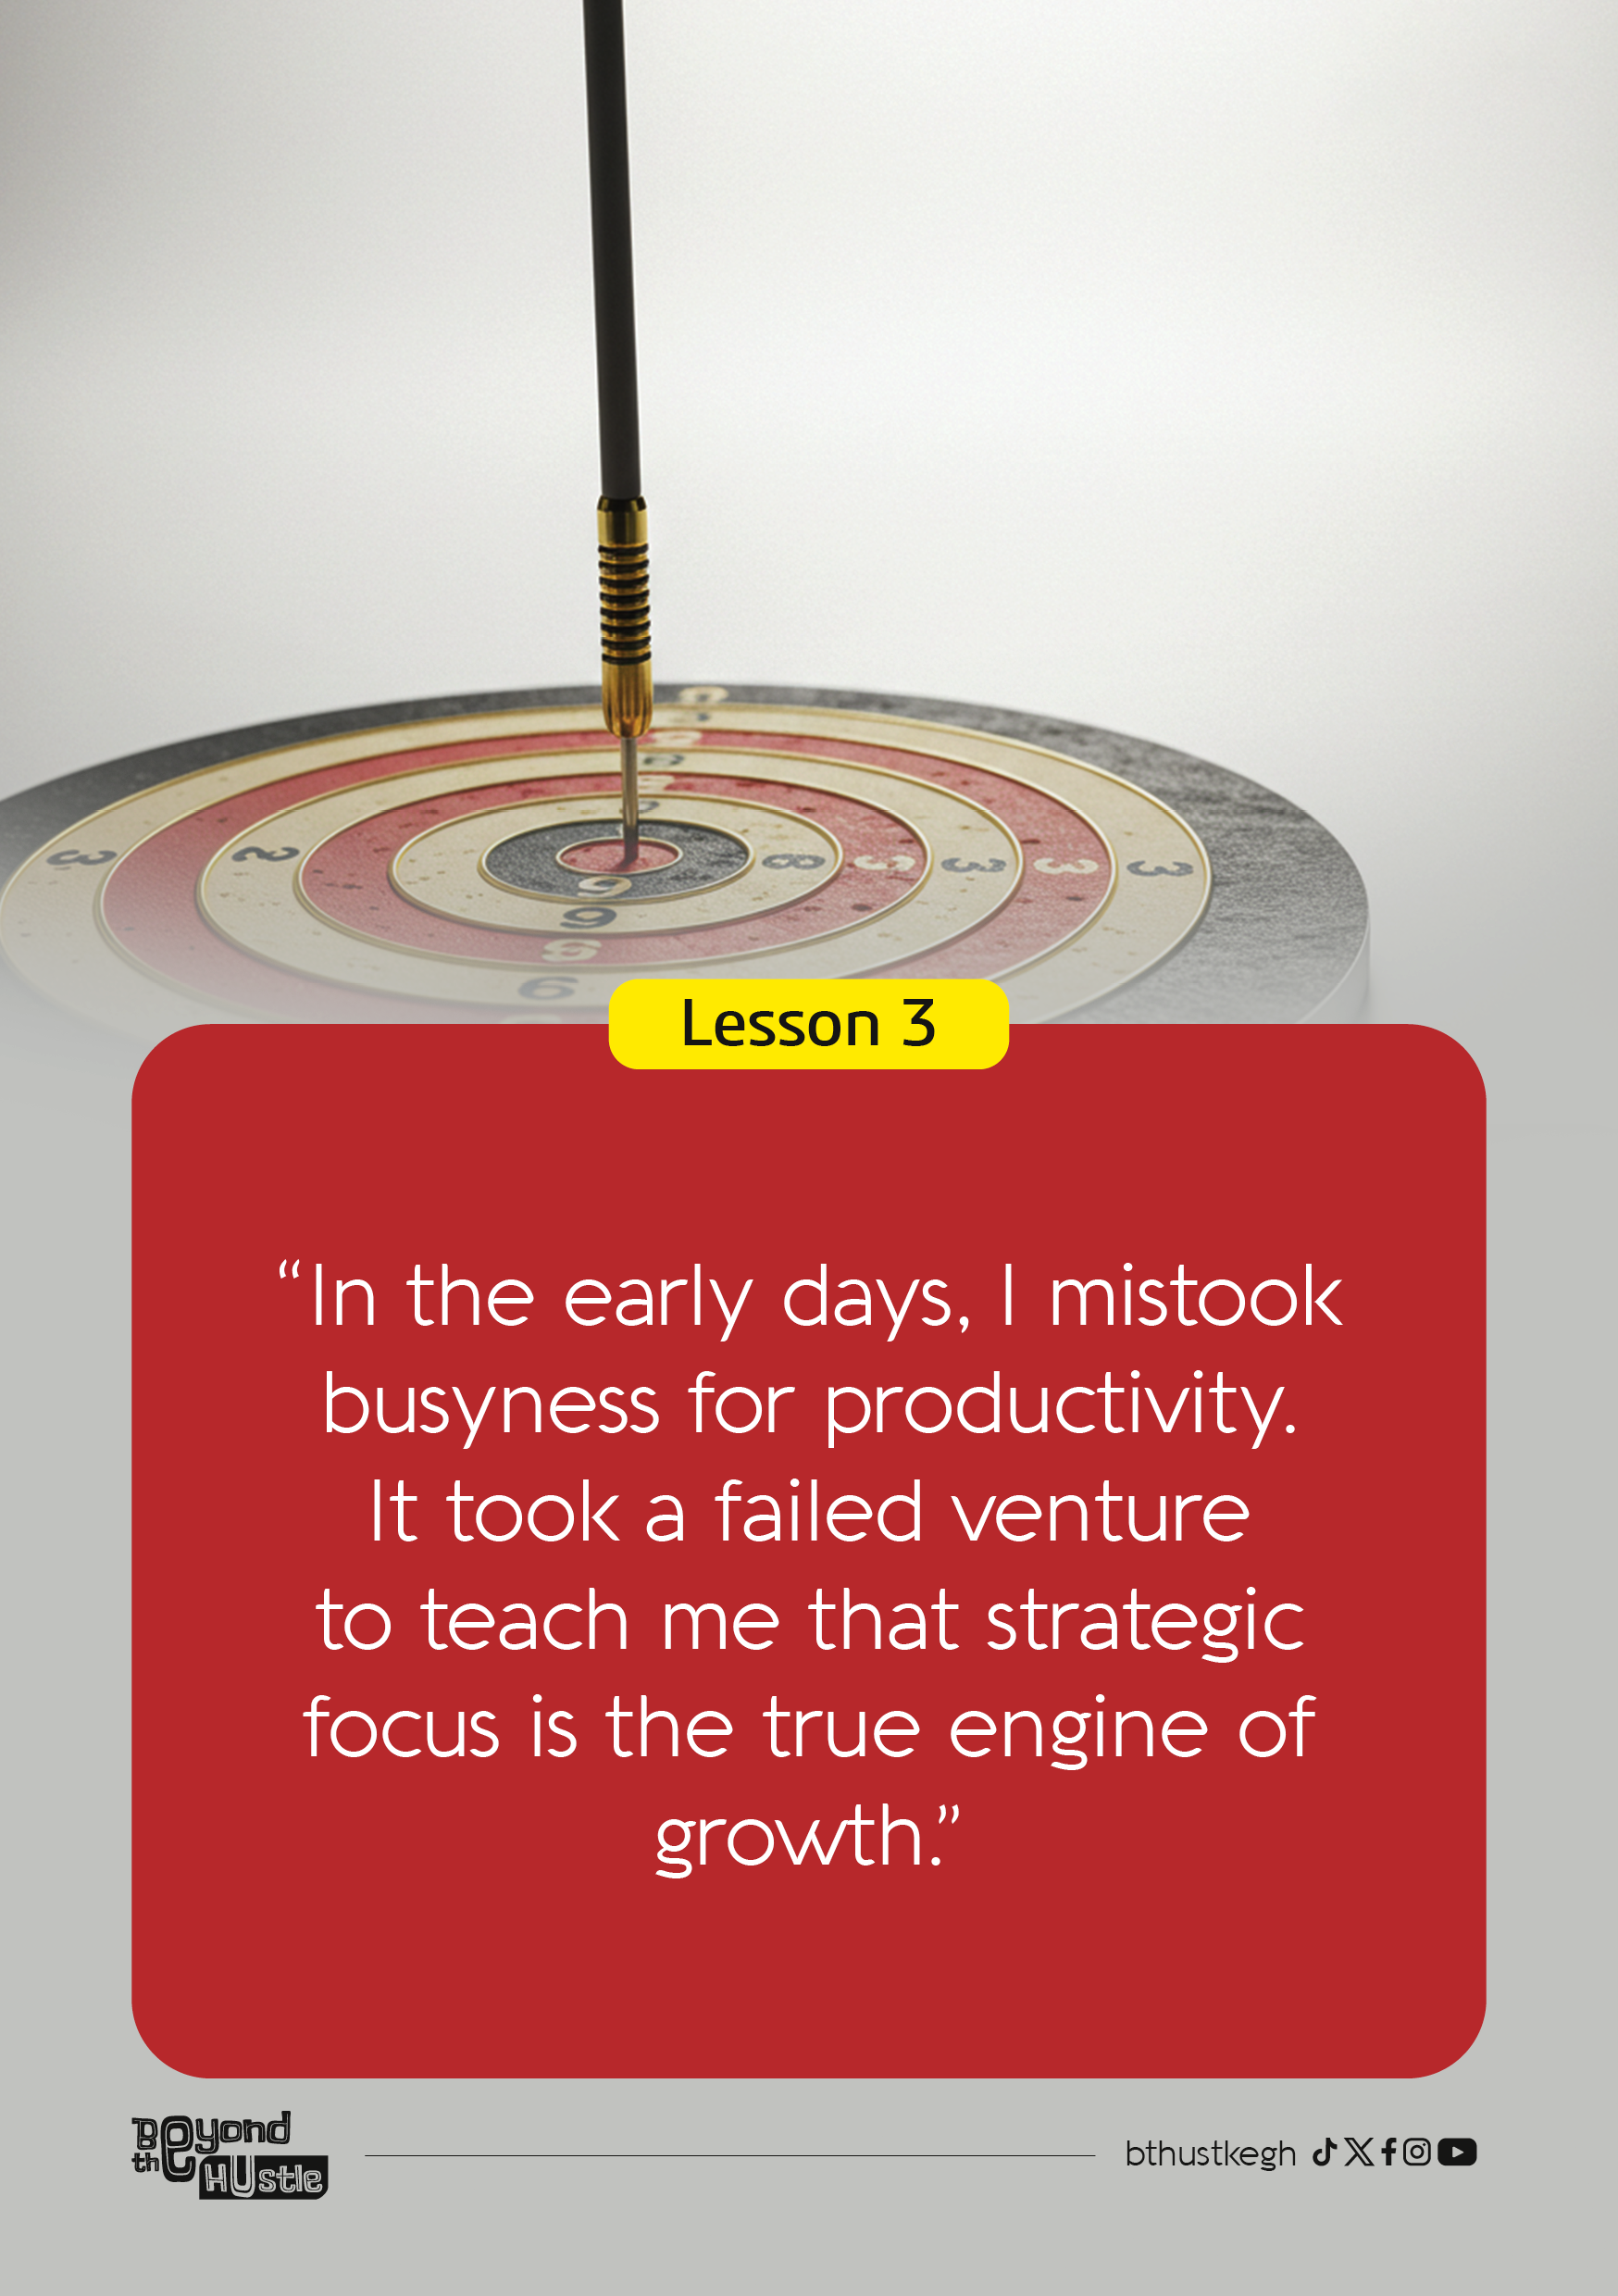 Lesson 3
“In the early days, I mistook
busyness for productivity.
It took a failed venture
to teach me that strategic
focus is the true engine of
growth.”
Beyond
the HUstle
bthustkegh